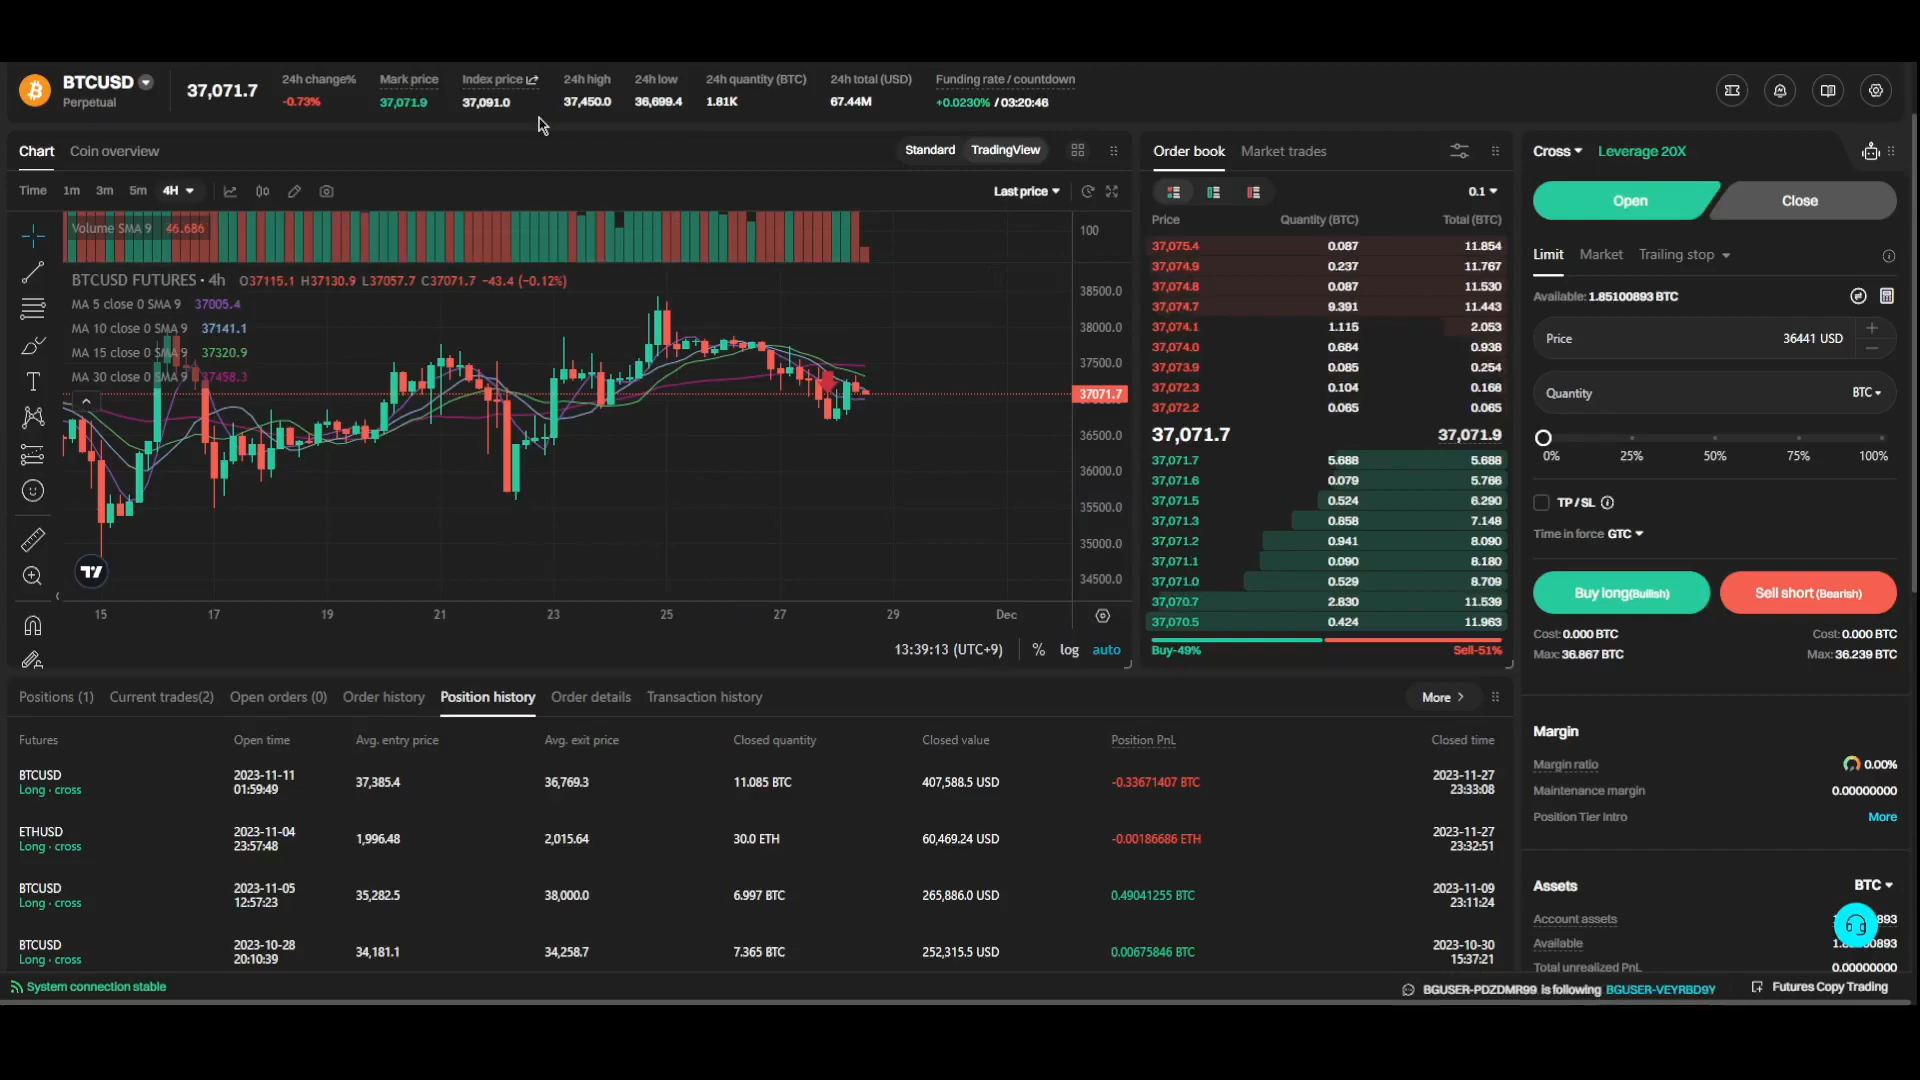 BTCUSD
Perpetual
37,071.7
24h change%
-0.73%
Mark price
37,071.9
Index price
37,091.0
24h high
37,450.0
24h low
36,699.4
24h quantity (BTC)
1.81K
24h total (USD)
67.44M
Funding rate / countdown
+0.0230% / 03:20:46
Chart Coin overview
Standard TradingView
Time 1m 3m 5m 4H
Last price
Volume SMA 9 46.686
BTCUSD FUTURES · 4h O37115.1 H37130.9 L37057.7 C37071.7 -43.4 (-0.12%)
MA 5 close 0 SMA 9 37005.4
MA 10 close 0 SMA 9 37141.1
MA 15 close 0 SMA 9 37320.9
MA 30 close 0 SMA 9 37458.3
100
38500.0
38000.0
37500.0
37071.7
36500.0
36000.0
35500.0
35000.0
34500.0
15 17 19 21 23 25 27 29 Dec
13:39:13 (UTC+9) % log auto
Order book Market trades
0.1
Price Quantity (BTC) Total (BTC)
37,075.4 0.087 11.854
37,074.9 0.237 11.767
37,074.8 0.087 11.530
37,074.7 9.391 11.443
37,074.1 1.115 2.053
37,074.0 0.684 0.938
37,073.9 0.085 0.254
37,072.3 0.104 0.168
37,072.2 0.065 0.065
37,071.7 37,071.9
37,071.7 5.688 5.688
37,071.6 0.079 5.766
37,071.5 0.524 6.290
37,071.3 0.858 7.148
37,071.2 0.941 8.090
37,071.1 0.090 8.180
37,071.0 0.529 8.709
37,070.7 2.830 11.539
37,070.5 0.424 11.963
Buy-49% Sell-51%
Cross Leverage 20X
Open Close
Limit Market Trailing stop
Available: 1.85100893 BTC
Price 36441 USD
Quantity BTC
0% 25% 50% 75% 100%
TP / SL
Time in force GTC
Buy long(Bullish) Sell short (Bearish)
Cost: 0.000 BTC Cost: 0.000 BTC
Max: 36.867 BTC Max: 36.239 BTC
Margin
Margin ratio 0.00%
Maintenance margin 0.00000000
Position Tier Intro More
Assets BTC
Account assets
Available
Total unrealized PnL 0.00000000
Positions (1) Current trades(2) Open orders (0) Order history Position history Order details Transaction history More
Futures Open time Avg. entry price Avg. exit price Closed quantity Closed value Position PnL Closed time
BTCUSD 2023-11-11 37,385.4 36,769.3 11.085 BTC 407,588.5 USD -0.33671407 BTC 2023-11-27
Long · cross 01:59:49 23:33:08
ETHUSD 2023-11-04 1,996.48 2,015.64 30.0 ETH 60,469.24 USD -0.00186686 ETH 2023-11-27
Long · cross 23:57:48 23:32:51
BTCUSD 2023-11-05 35,282.5 38,000.0 6.997 BTC 265,886.0 USD 0.49041255 BTC 2023-11-09
Long · cross 12:57:23 23:11:24
BTCUSD 2023-10-28 34,181.1 34,258.7 7.365 BTC 252,315.5 USD 0.00675846 BTC 2023-10-30
Long · cross 20:10:39 15:37:21
System connection stable
BGUSER-PDZDMR99 is following BGUSER-VEYRBD9Y
Futures Copy Trading